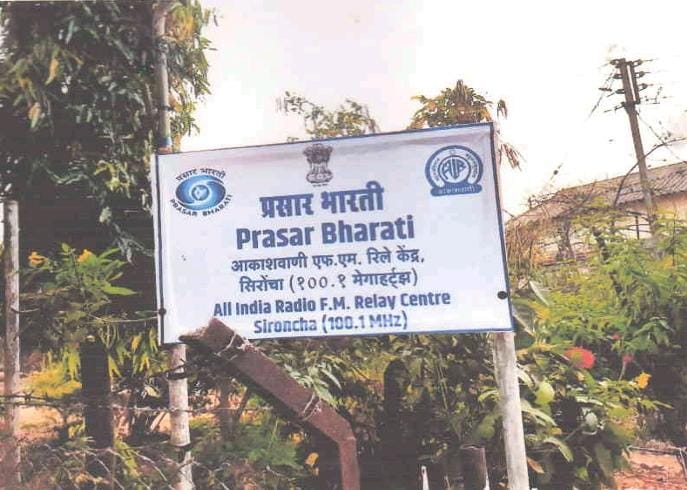 प्रसार भारती
PRASAR BHARATI
AIR
आकाशवाणी
प्रसार भारती
Prasar Bharati
आकाशवाणी एफ.एम. रिले केंद्र,
सिरोंचा (१००.१ मेगाहर्ट्झ)
All India Radio F.M. Relay Centre
Sironcha (100.1 MHz)